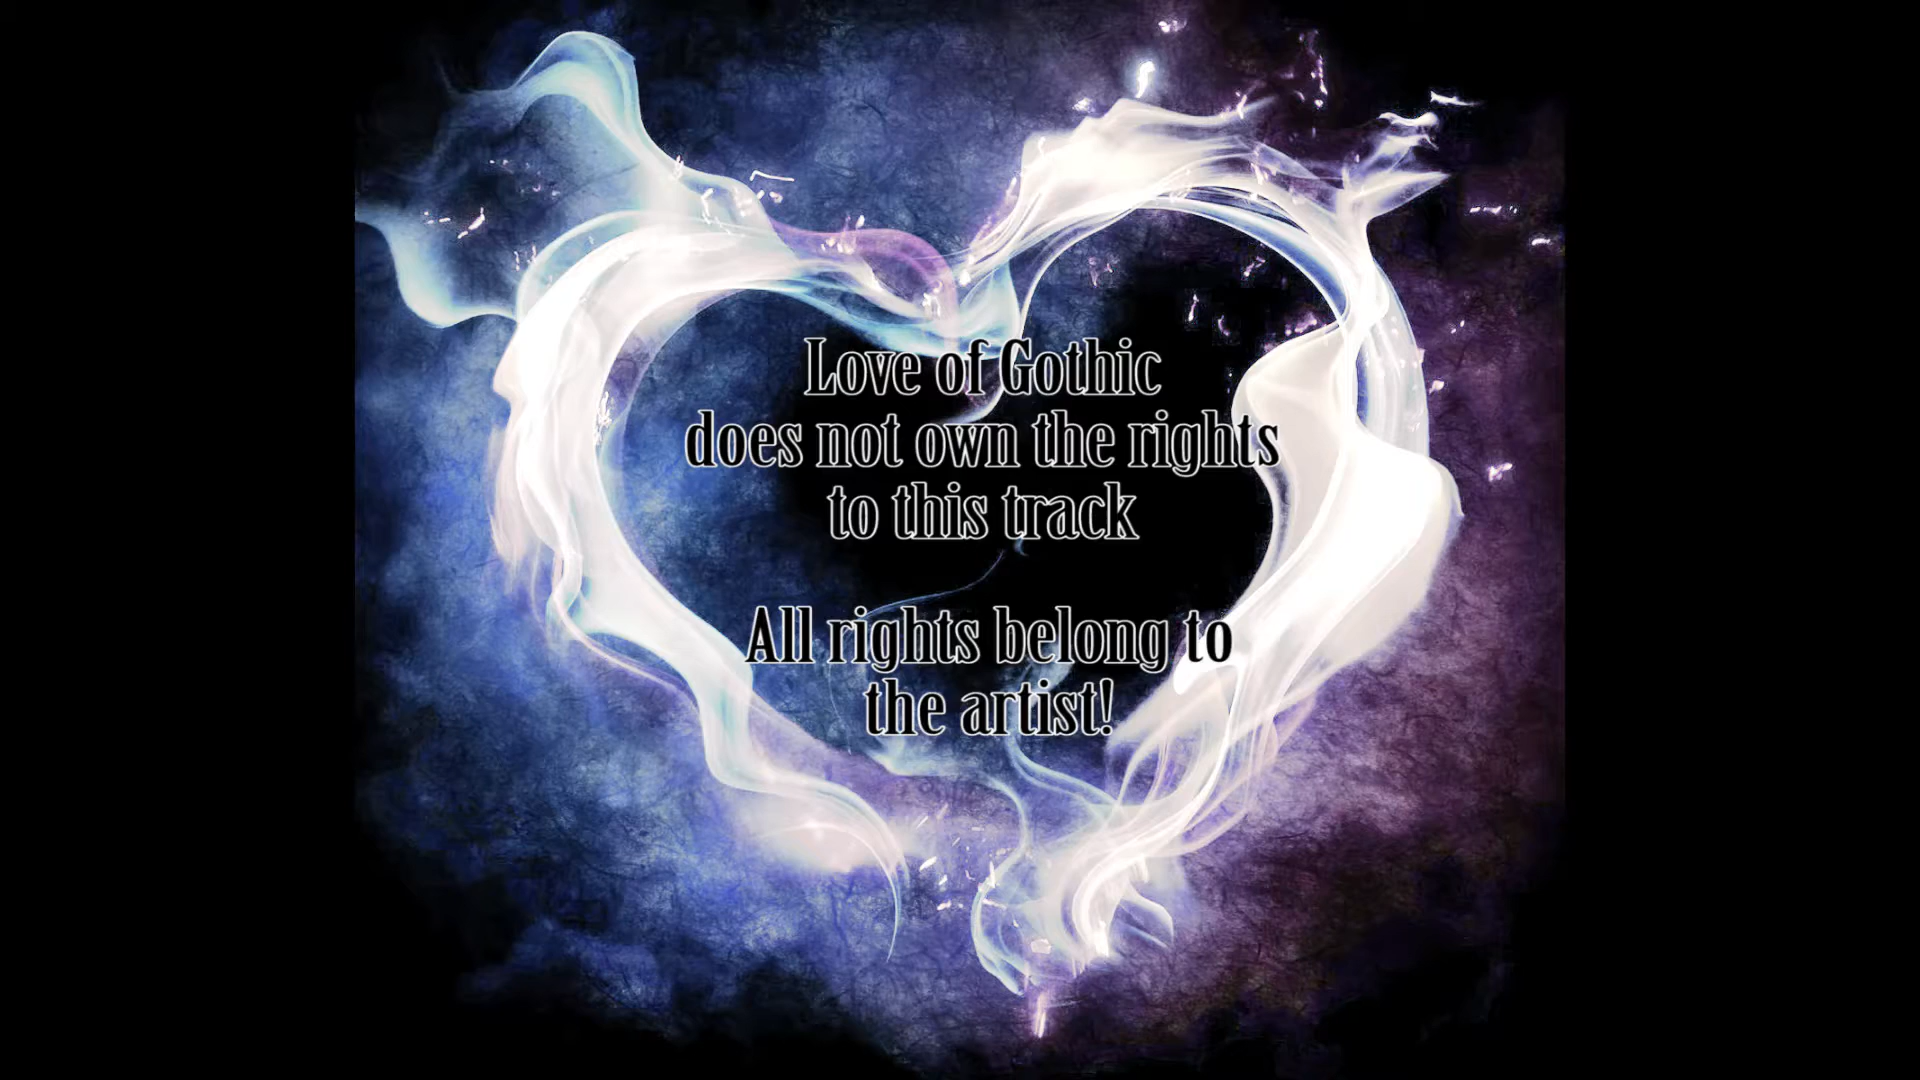 Love of Gothic
does not own the rights
to this track
All rights belong to
the artist!